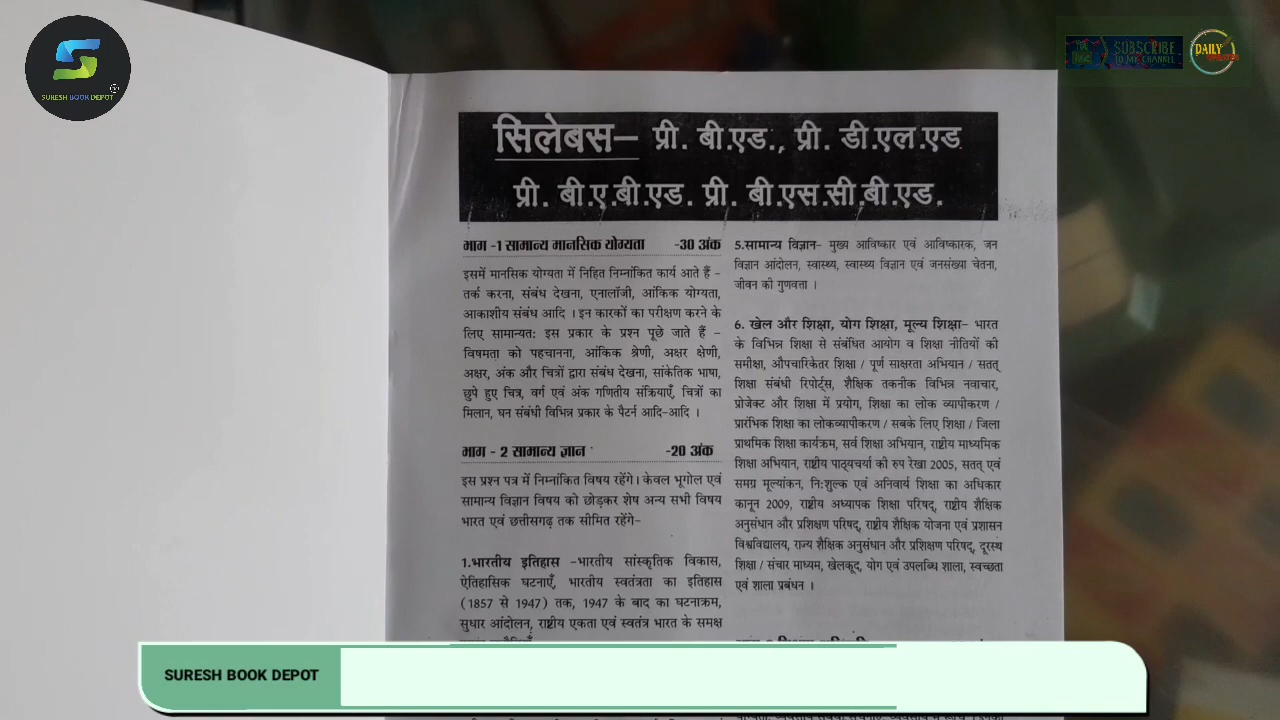 SURESH BOOK DEPOT
SUBSCRIBE
TO MY CHANNEL
DAILY
सिलेबस– प्री. बी.एड., प्री. डी.एल.एड.
प्री. बी.ए.बी.एड. प्री. बी.एस.सी.बी.एड.
भाग -1 सामान्य मानसिक योग्यता -30 अंक
इसमें मानसिक योग्यता में निहित निम्नांकित कार्य आते हैं -
तर्क करना, संबंध देखना, एनालॉजी, आंकिक योग्यता,
आकाशीय संबंध आदि । इन कारकों का परीक्षण करने के
लिए सामान्यत: इस प्रकार के प्रश्न पूछे जाते हैं -
विषमता को पहचानना, आंकिक श्रेणी, अक्षर क्षेणी,
अक्षर, अंक और चित्रों द्वारा संबंध देखना, सांकेतिक भाषा,
छुपे हुए चित्र, वर्ग एवं अंक गणितीय संक्रियाएँ, चित्रों का
मिलान, घन संबंधी विभिन्न प्रकार के पैटर्न आदि-आदि ।
भाग - 2 सामान्य ज्ञान -20 अंक
इस प्रश्न पत्र में निम्नांकित विषय रहेंगे। केवल भूगोल एवं
सामान्य विज्ञान विषय को छोड़कर शेष अन्य सभी विषय
भारत एवं छत्तीसगढ़ तक सीमित रहेंगे-
1.भारतीय इतिहास -भारतीय सांस्कृतिक विकास,
ऐतिहासिक घटनाएँ, भारतीय स्वतंत्रता का इतिहास
(1857 से 1947) तक, 1947 के बाद का घटनाक्रम,
सुधार आंदोलन, राष्ट्रीय एकता एवं स्वतंत्र भारत के समक्ष
5.सामान्य विज्ञान- मुख्य आविष्कार एवं आविष्कारक, जन
विज्ञान आंदोलन, स्वास्थ्य, स्वास्थ्य विज्ञान एवं जनसंख्या चेतना,
जीवन की गुणवत्ता ।
6. खेल और शिक्षा, योग शिक्षा, मूल्य शिक्षा- भारत
के विभिन्न शिक्षा से संबंधित आयोग व शिक्षा नीतियों की
समीक्षा, औपचारिकेतर शिक्षा / पूर्ण साक्षरता अभियान / सतत्
शिक्षा संबंधी रिपोर्ट्स, शैक्षिक तकनीक विभिन्न नवाचार,
प्रोजेक्ट और शिक्षा में प्रयोग, शिक्षा का लोक व्यापीकरण /
प्रारंभिक शिक्षा का लोकव्यापीकरण / सबके लिए शिक्षा / जिला
प्राथमिक शिक्षा कार्यक्रम, सर्व शिक्षा अभियान, राष्ट्रीय माध्यमिक
शिक्षा अभियान, राष्ट्रीय पाठ्यचर्या की रुप रेखा 2005, सतत् एवं
समग्र मूल्यांकन, नि:शुल्क एवं अनिवार्य शिक्षा का अधिकार
कानून 2009, राष्ट्रीय अध्यापक शिक्षा परिषद्, राष्ट्रीय शैक्षिक
अनुसंधान और प्रशिक्षण परिषद्, राष्ट्रीय शैक्षिक योजना एवं प्रशासन
विश्वविद्यालय, राज्य शैक्षिक अनुसंधान और प्रशिक्षण परिषद्, दूरस्थ
शिक्षा / संचार माध्यम, खेलकूद, योग एवं उपलब्धि शाला, स्वच्छता
एवं शाला प्रबंधन ।
SURESH BOOK DEPOT